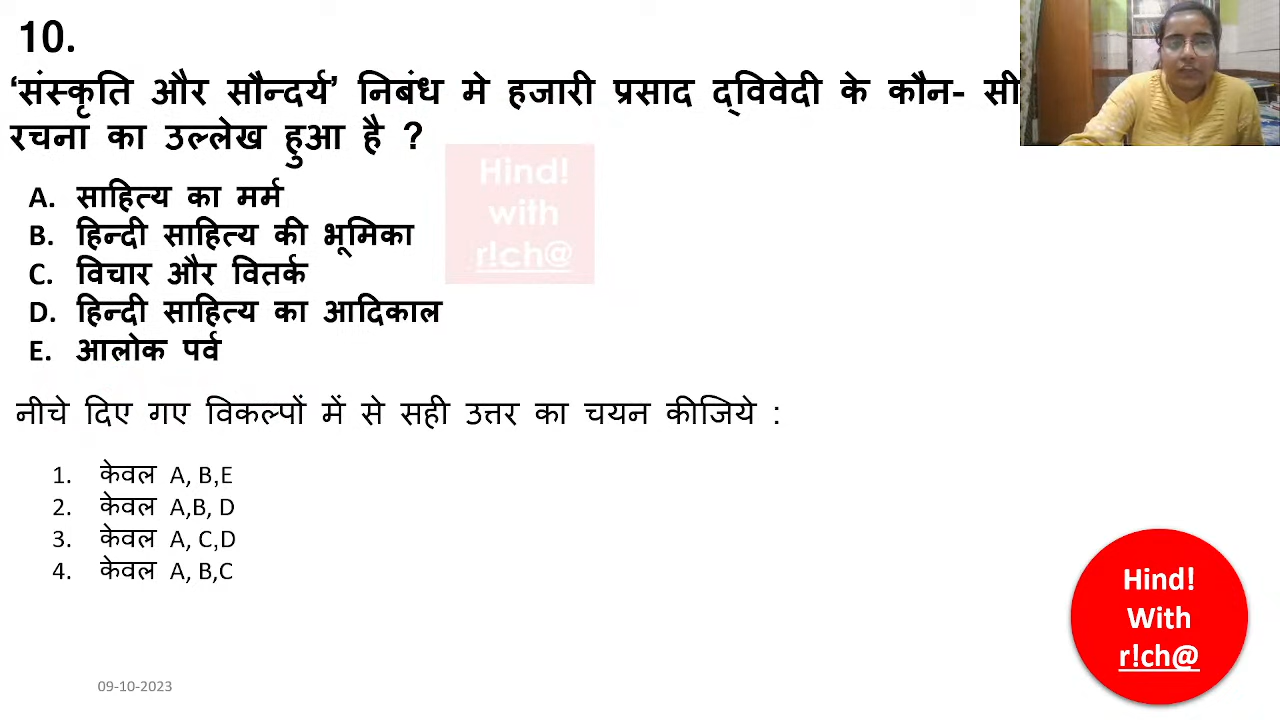 10.
‘संस्कृति और सौन्दर्य’ निबंध मे हजारी प्रसाद द्विवेदी के कौन- सी
रचना का उल्लेख हुआ है ?
Hind!
with
r!ch@
A. साहित्य का मर्म
B. हिन्दी साहित्य की भूमिका
C. विचार और वितर्क
D. हिन्दी साहित्य का आदिकाल
E. आलोक पर्व
नीचे दिए गए विकल्पों में से सही उत्तर का चयन कीजिये :
1. केवल A, B,E
2. केवल A,B, D
3. केवल A, C,D
4. केवल A, B,C
Hind!
With
r!ch@
09-10-2023